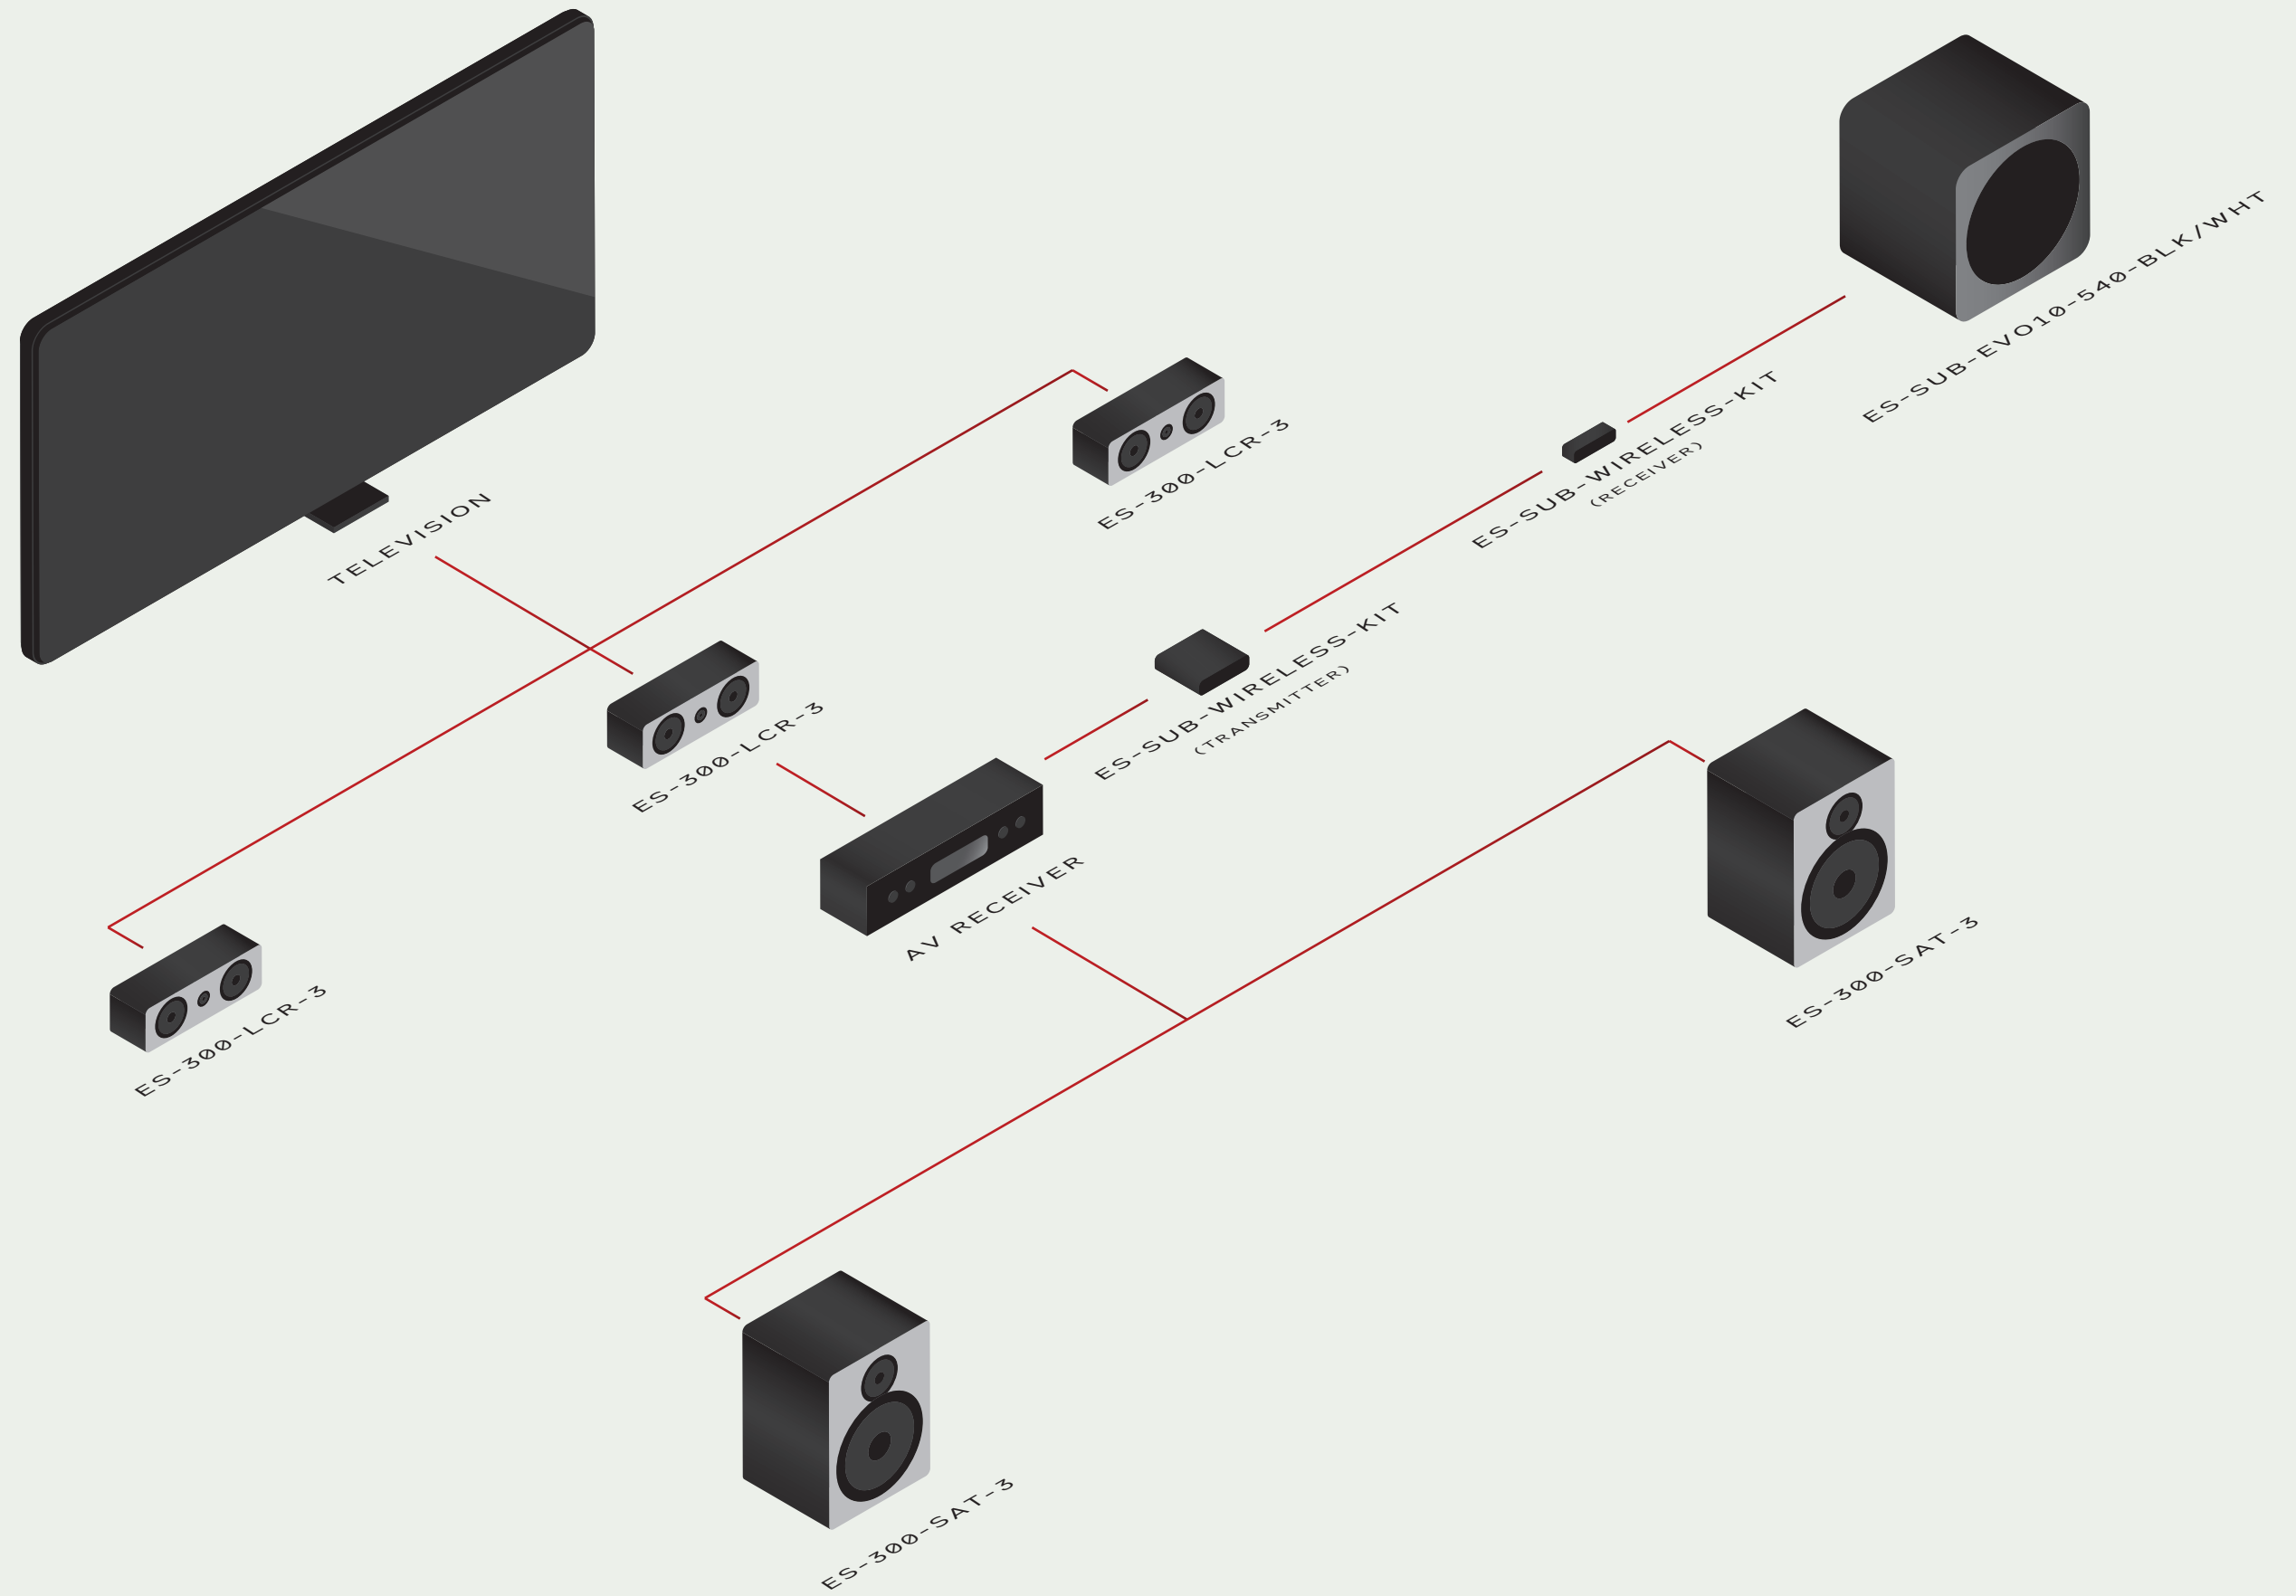 ES-SUB-EVO10-540-BLK/WHT
TELEVISION
ES-300-LCR-3
ES-SUB-WIRELESS-KIT
(RECEIVER)
ES-300-LCR-3
ES-SUB-WIRELESS-KIT
(TRANSMITTER)
AV RECEIVER
ES-300-LCR-3
ES-300-SAT-3
ES-300-SAT-3